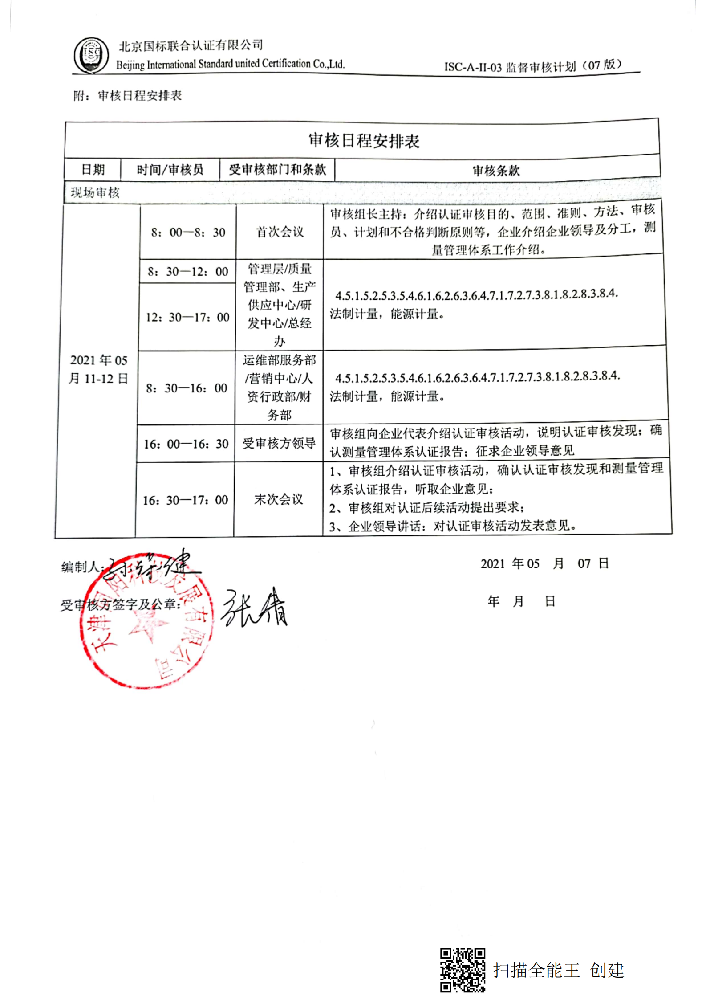 ISC
北京国标联合认证有限公司
Beijing International Standard united Certification Co.,Ltd.
ISC-A-II-03 监督审核计划（07 版）
附：审核日程安排表
审核日程安排表
日期 时间/审核员 受审核部门和条款 审核条款
现场审核
2021 年 05
月 11-12 日
8：00—8：30
首次会议
审核组长主持：介绍认证审核目的、范围、准则、方法、审核
员、计划和不合格判断原则等，企业介绍企业领导及分工，测
量管理体系工作介绍。
8：30—12：00
12：30—17：00
管理层/质量
管理部、生产
供应中心/研
发中心/总经
办
4.5.1.5.2.5.3.5.4.6.1.6.2.6.3.6.4.7.1.7.2.7.3.8.1.8.2.8.3.8.4.
法制计量，能源计量。
8：30—16：00
运维部服务部
/营销中心/人
资行政部/财
务部
4.5.1.5.2.5.3.5.4.6.1.6.2.6.3.6.4.7.1.7.2.7.3.8.1.8.2.8.3.8.4.
法制计量，能源计量。
16：00—16：30
受审核方领导
审核组向企业代表介绍认证审核活动，说明认证审核发现；确
认测量管理体系认证报告；征求企业领导意见
16：30—17：00
末次会议
1、审核组介绍认证审核活动，确认认证审核发现和测量管理
体系认证报告，听取企业意见；
2、审核组对认证后续活动提出要求；
3、企业领导讲话：对认证审核活动发表意见。
编制人：
2021 年 05 月 07 日
受审核方签字及公章： 张倩
年 月 日
天津 科技发展有限公司
扫描全能王 创建